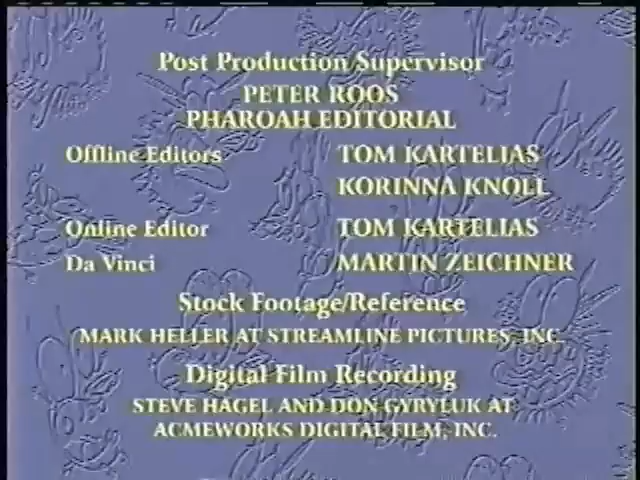 Post Production Supervisor
PETER ROOS
PHAROAH EDITORIAL
Offline Editors TOM KARTELIAS
KORINNA KNOLL
Online Editor TOM KARTELIAS
Da Vinci MARTIN ZEICHNER
Stock Footage/Reference
MARK HELLER AT STREAMLINE PICTURES, INC.
Digital Film Recording
STEVE HAGEL AND DON GYRYLUK AT
ACMEWORKS DIGITAL FILM, INC.